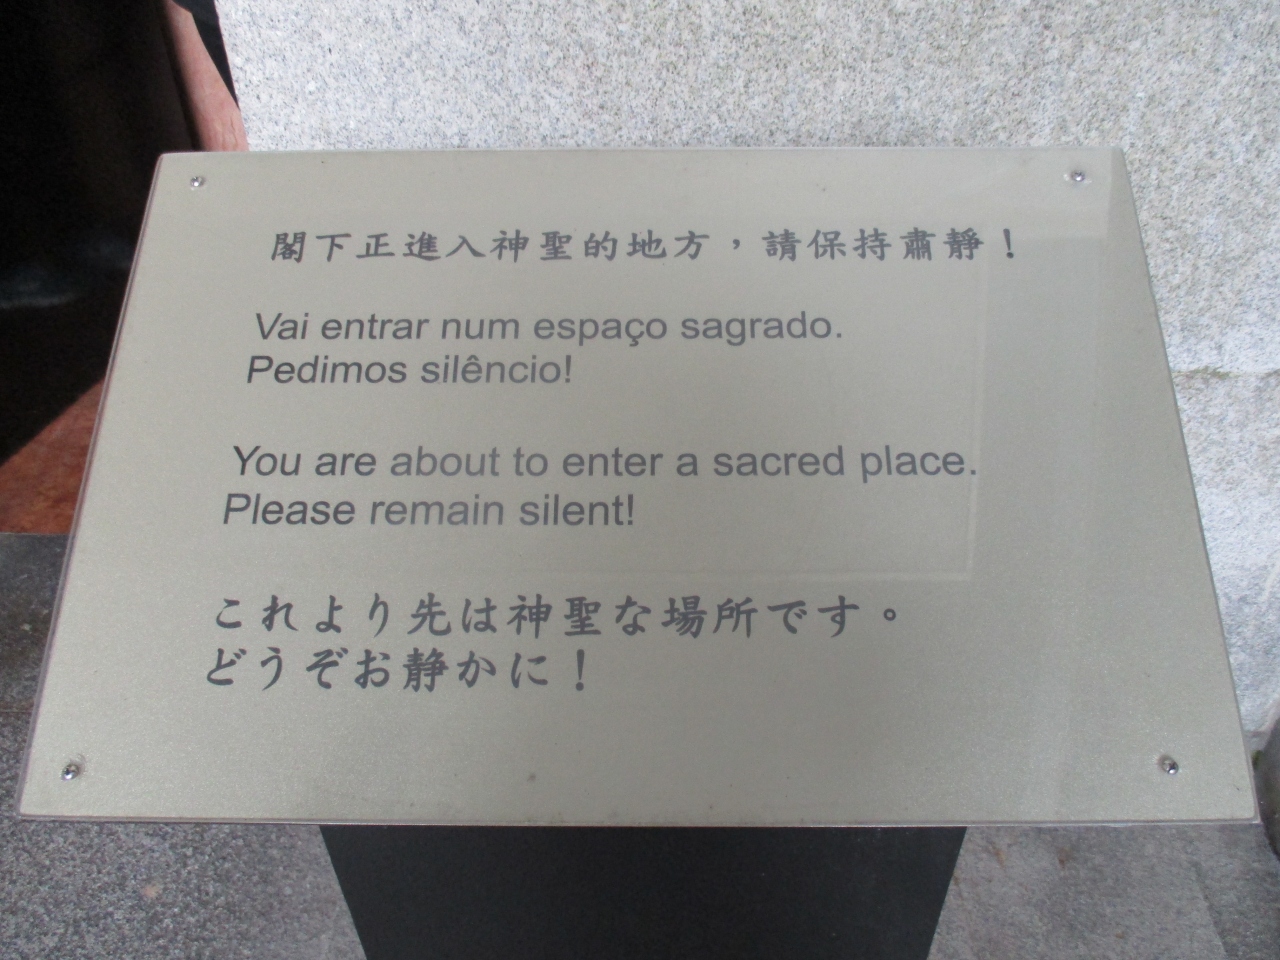 閣下正進入神聖的地方，請保持肅靜！
Vai entrar num espaço sagrado.
Pedimos silêncio!
You are about to enter a sacred place.
Please remain silent!
これより先は神聖な場所です。
どうぞお静かに！